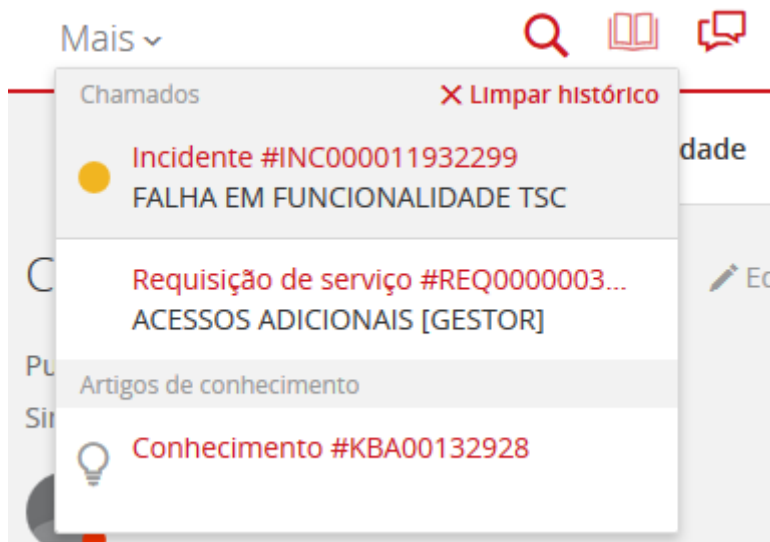 Mais
Chamados
Limpar histórico
Incidente #INC000011932299
FALHA EM FUNCIONALIDADE TSC
dade
Requisição de serviço #REQ0000003...
ACESSOS ADICIONAIS [GESTOR]
Artigos de conhecimento
Conhecimento #KBA00132928